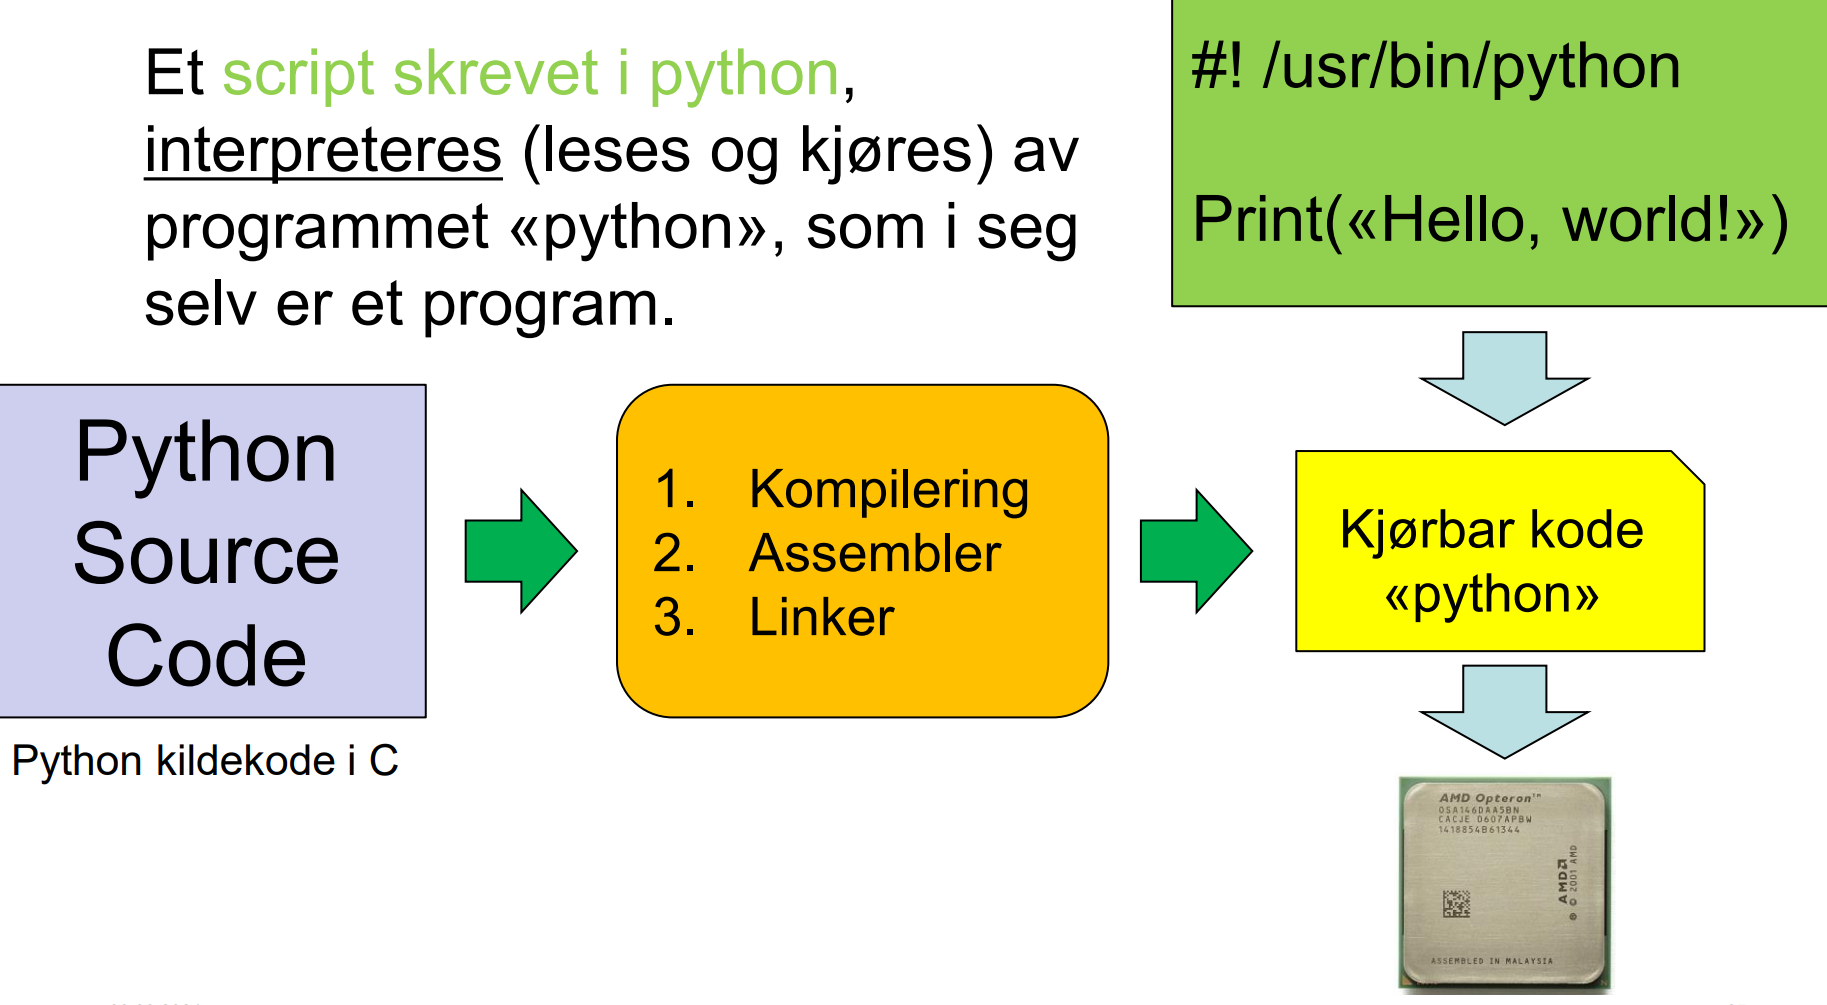 Et script skrevet i python,
interpreteres (leses og kjøres) av
programmet «python», som i seg
selv er et program.
#! /usr/bin/python
Print(«Hello, world!»)
Python
Source
Code
Python kildekode i C
1. Kompilering
2. Assembler
3. Linker
Kjørbar kode
«python»
AMD Opteron™
OSA146DAA5BN
CACJE 0607APBW
1418854B61344
AMD
© 2001 AMD
ASSEMBLED IN MALAYSIA